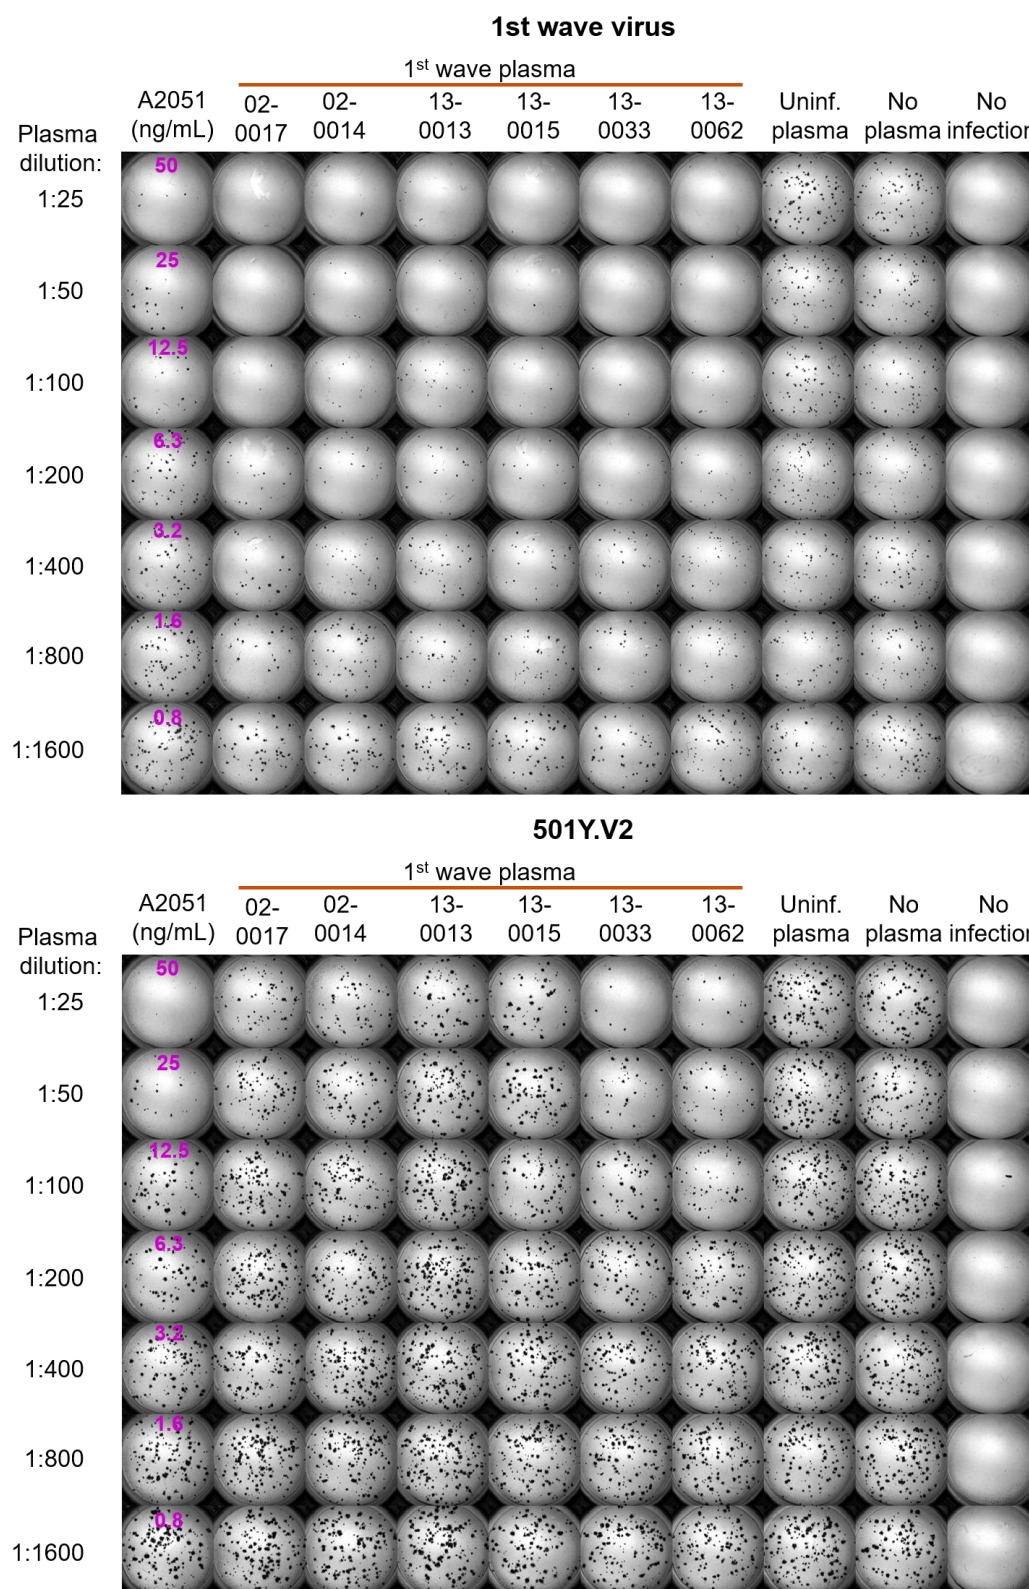 1st wave virus
1st wave plasma
A2051 02- 02- 13- 13- 13- 13- Uninf. No No
(ng/mL) 0017 0014 0013 0015 0033 0062 plasma plasma infection
Plasma
dilution:
50
1:25
25
1:50
12.5
1:100
6.3
1:200
3.2
1:400
1.6
1:800
0.8
1:1600
501Y.V2
1st wave plasma
A2051 02- 02- 13- 13- 13- 13- Uninf. No No
(ng/mL) 0017 0014 0013 0015 0033 0062 plasma plasma infection
Plasma
dilution:
50
1:25
25
1:50
12.5
1:100
6.3
1:200
3.2
1:400
1.6
1:800
0.8
1:1600